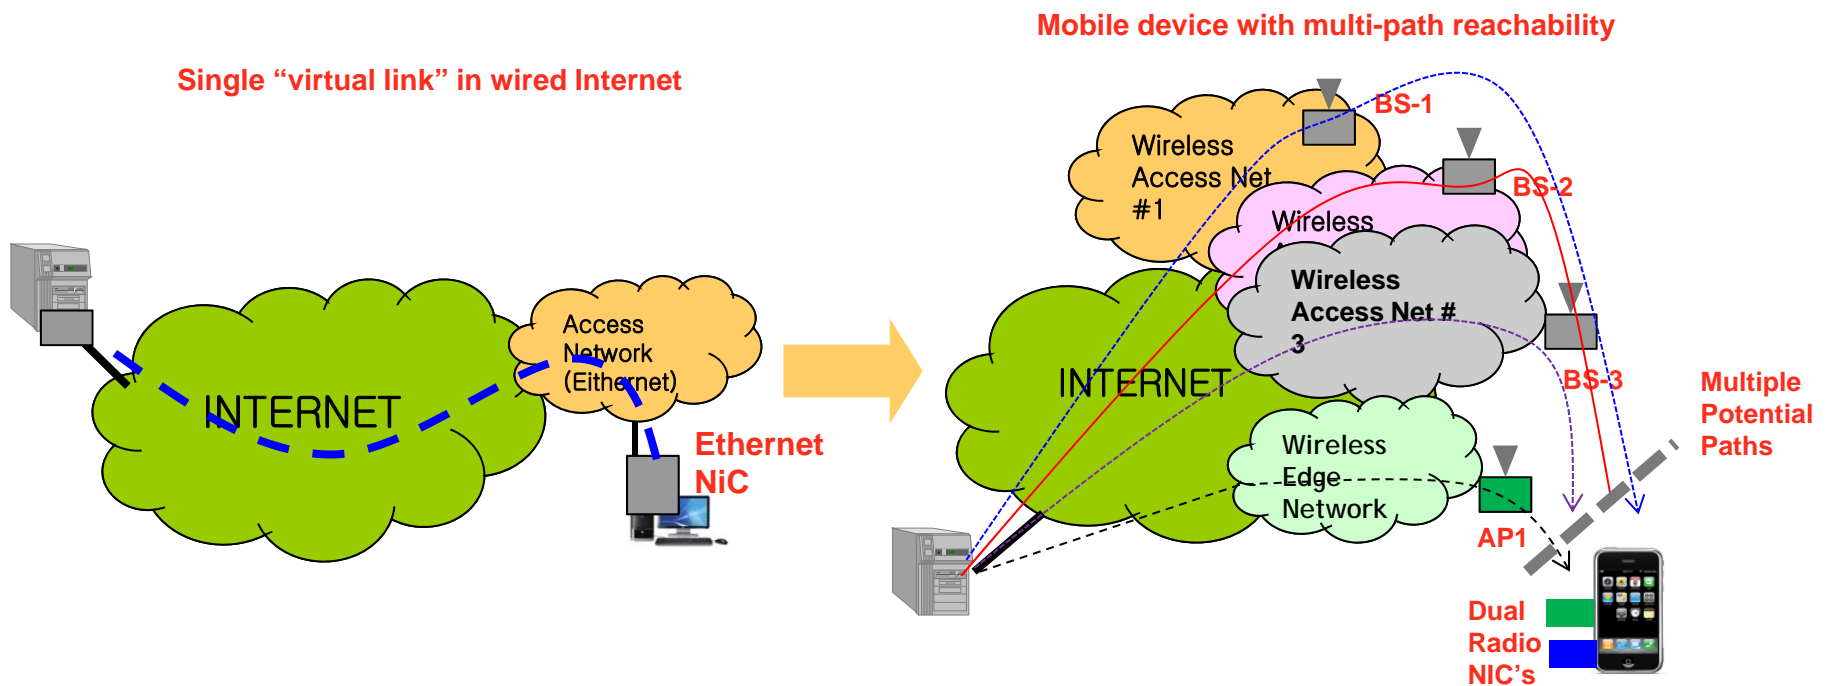 Single “virtual link” in wired Internet
INTERNET
Access
Network
(Eithernet)
Ethernet
NiC
Mobile device with multi-path reachability
BS-1
Wireless
Access Net
#1
BS-2
Wireless
Wireless
Access Net #
3
BS-3
INTERNET
Multiple
Potential
Paths
Wireless
Edge
Network
AP1
Dual
Radio
NIC's